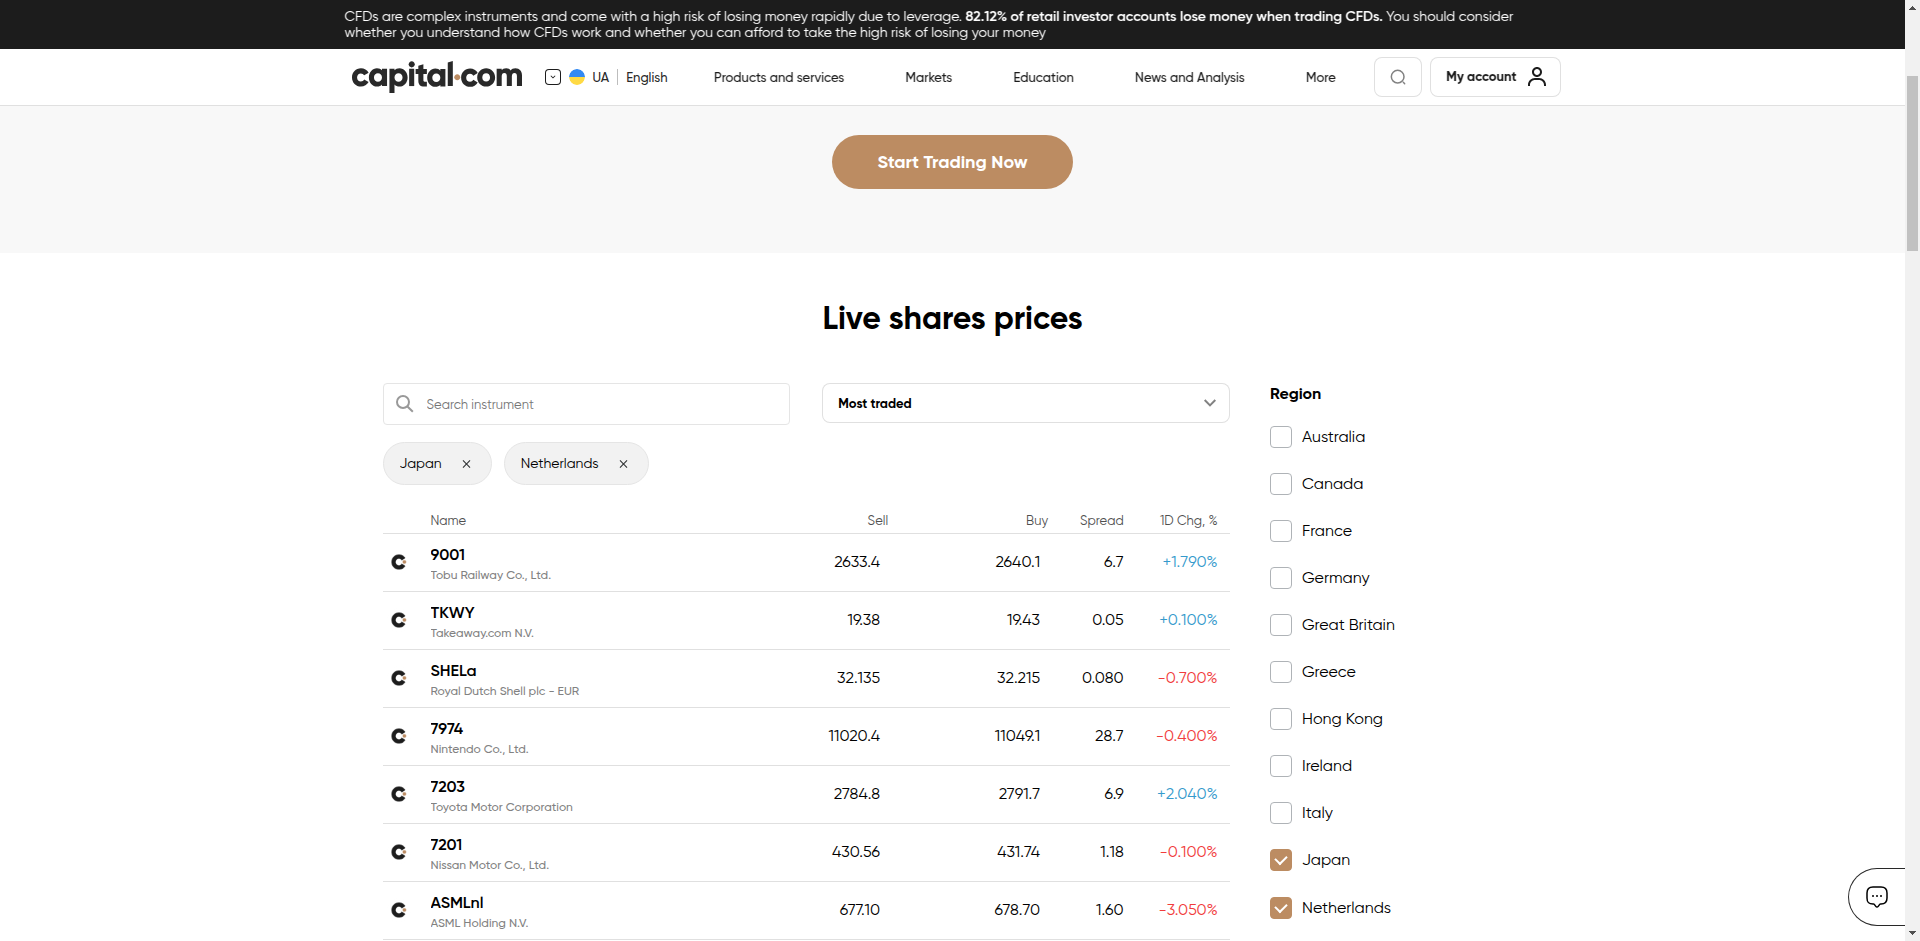 CFDs are complex instruments and come with a high risk of losing money rapidly due to leverage. 82.12% of retail investor accounts lose money when trading CFDs. You should consider
whether you understand how CFDs work and whether you can afford to take the high risk of losing your money
capital.com UA English Products and services Markets Education News and Analysis More My account
Start Trading Now
Live shares prices
Search instrument
Most traded
Japan
Netherlands
Name Sell Buy Spread 1D Chg, %
9001
Tobu Railway Co., Ltd.
2633.4 2640.1 6.7 +1.790%
TKWY
Takeaway.com N.V.
19.38 19.43 0.05 +0.100%
SHELa
Royal Dutch Shell plc - EUR
32.135 32.215 0.080 -0.700%
7974
Nintendo Co., Ltd.
11020.4 11049.1 28.7 -0.400%
7203
Toyota Motor Corporation
2784.8 2791.7 6.9 +2.040%
7201
Nissan Motor Co., Ltd.
430.56 431.74 1.18 -0.100%
ASMLnl
ASML Holding N.V.
677.10 678.70 1.60 -3.050%
Region
Australia
Canada
France
Germany
Great Britain
Greece
Hong Kong
Ireland
Italy
Japan
Netherlands